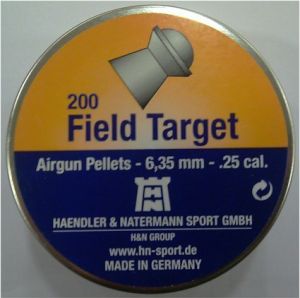 200
Field Target
Airgun Pellets - 6,35 mm - .25 cal.
HN
HAENDLER & NATERMANN SPORT GMBH
H&N GROUP
www.hn-sport.de
MADE IN GERMANY